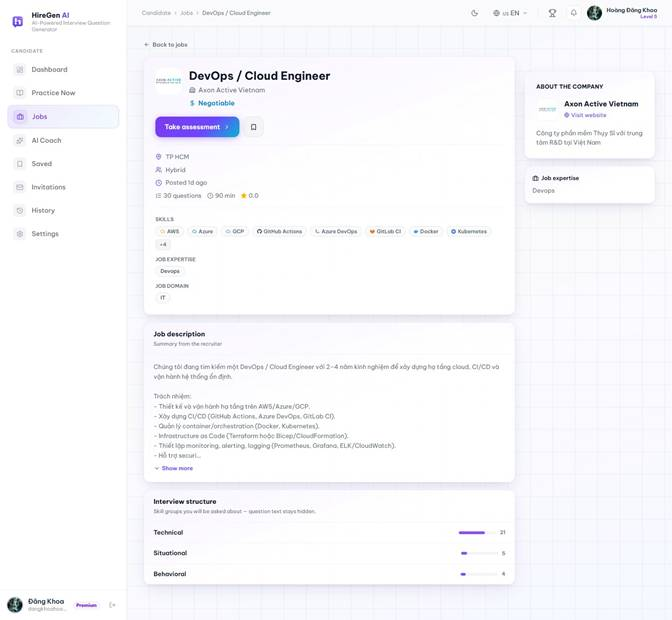 HireGen AI
AI-Powered Interview Question
Generator
CANDIDATE
Dashboard
Practice Now
Jobs
AI Coach
Saved
Invitations
History
Settings
Đăng Khoa
dangkhoahoa...
Premium
Candidate > Jobs > DevOps / Cloud Engineer
US EN
Hoàng Đăng Khoa
Level 5
← Back to jobs
AXON ACTIVE
DevOps / Cloud Engineer
Axon Active Vietnam
$ Negotiable
Take assessment >
TP HCM
Hybrid
Posted 1d ago
30 questions 90 min 0.0
SKILLS
AWS Azure GCP GitHub Actions Azure DevOps GitLab CI Docker Kubernetes
+4
JOB EXPERTISE
Devops
JOB DOMAIN
IT
Job description
Summary from the recruiter
Chúng tôi đang tìm kiếm một DevOps / Cloud Engineer với 2–4 năm kinh nghiệm để xây dựng hạ tầng cloud, CI/CD và
vận hành hệ thống ổn định.
Trách nhiệm:
- Thiết kế và vận hành hạ tầng trên AWS/Azure/GCP.
- Xây dựng CI/CD (GitHub Actions, Azure DevOps, GitLab CI).
- Quản lý container/orchestration (Docker, Kubernetes).
- Infrastructure as Code (Terraform hoặc Bicep/CloudFormation).
- Thiết lập monitoring, alerting, logging (Prometheus, Grafana, ELK/CloudWatch).
- Hỗ trợ securi...
Show more
Interview structure
Skill groups you will be asked about — question text stays hidden.
Technical 21
Situational 5
Behavioral 4
ABOUT THE COMPANY
Axon Active Vietnam
Visit website
Công ty phần mềm Thụy Sĩ với trung
tâm R&D tại Việt Nam
Job expertise
Devops